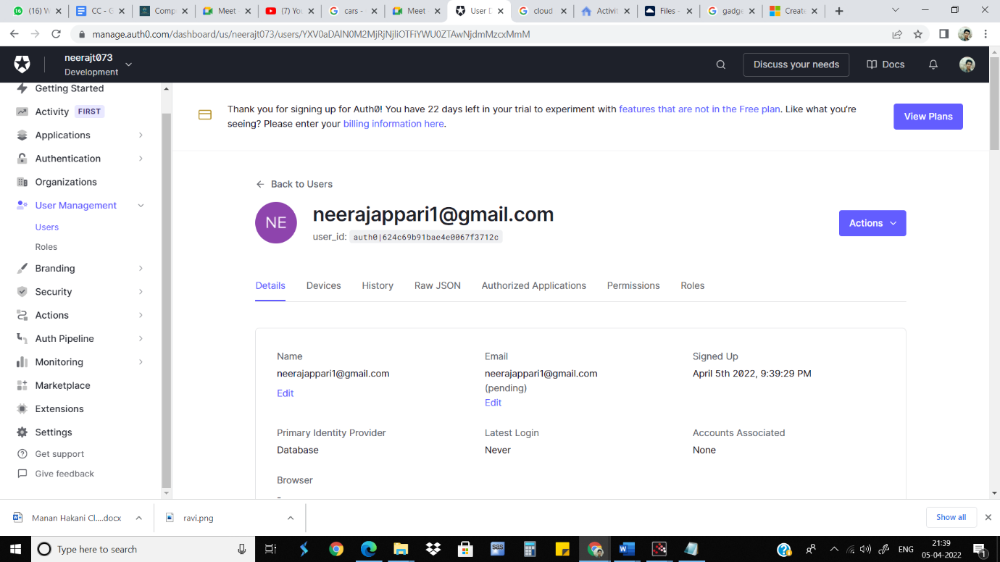 (16) W
CC - G
Comp
Meet -
(7) You
cars -
Meet -
User D
cloud
Activit
Files -
gadge
Create
manage.auth0.com/dashboard/us/neerajt073/users/YXV0aDAlN0M2MjRjNjliOTFiYWU0ZTAwNjdmMzcxMmM
neerajt073
Development
Discuss your needs
Docs
Getting Started
Activity FIRST
Applications
Authentication
Organizations
User Management
Users
Roles
Branding
Security
Actions
Auth Pipeline
Monitoring
Marketplace
Extensions
Settings
Get support
Give feedback
Thank you for signing up for Auth0! You have 22 days left in your trial to experiment with features that are not in the Free plan. Like what you're
seeing? Please enter your billing information here.
View Plans
Back to Users
NE
neerajappari1@gmail.com
user_id: auth0|624c69b91bae4e0067f3712c
Actions
Details Devices History Raw JSON Authorized Applications Permissions Roles
Name
neerajappari1@gmail.com
Edit
Email
neerajappari1@gmail.com
(pending)
Edit
Signed Up
April 5th 2022, 9:39:29 PM
Primary Identity Provider
Database
Latest Login
Never
Accounts Associated
None
Browser
-
Manan Hakani Cl....docx
ravi.png
Show all
Type here to search
ENG
21:39
05-04-2022
1